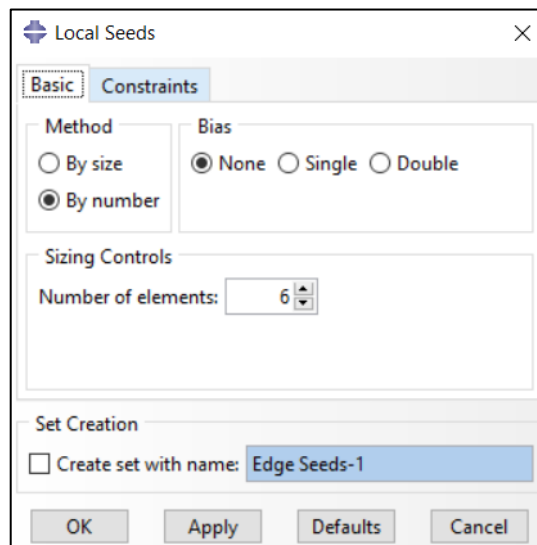 Local Seeds
Basic Constraints
Method
By size
By number
Bias
None Single Double
Sizing Controls
Number of elements: 6
Set Creation
Create set with name: Edge Seeds-1
OK Apply Defaults Cancel